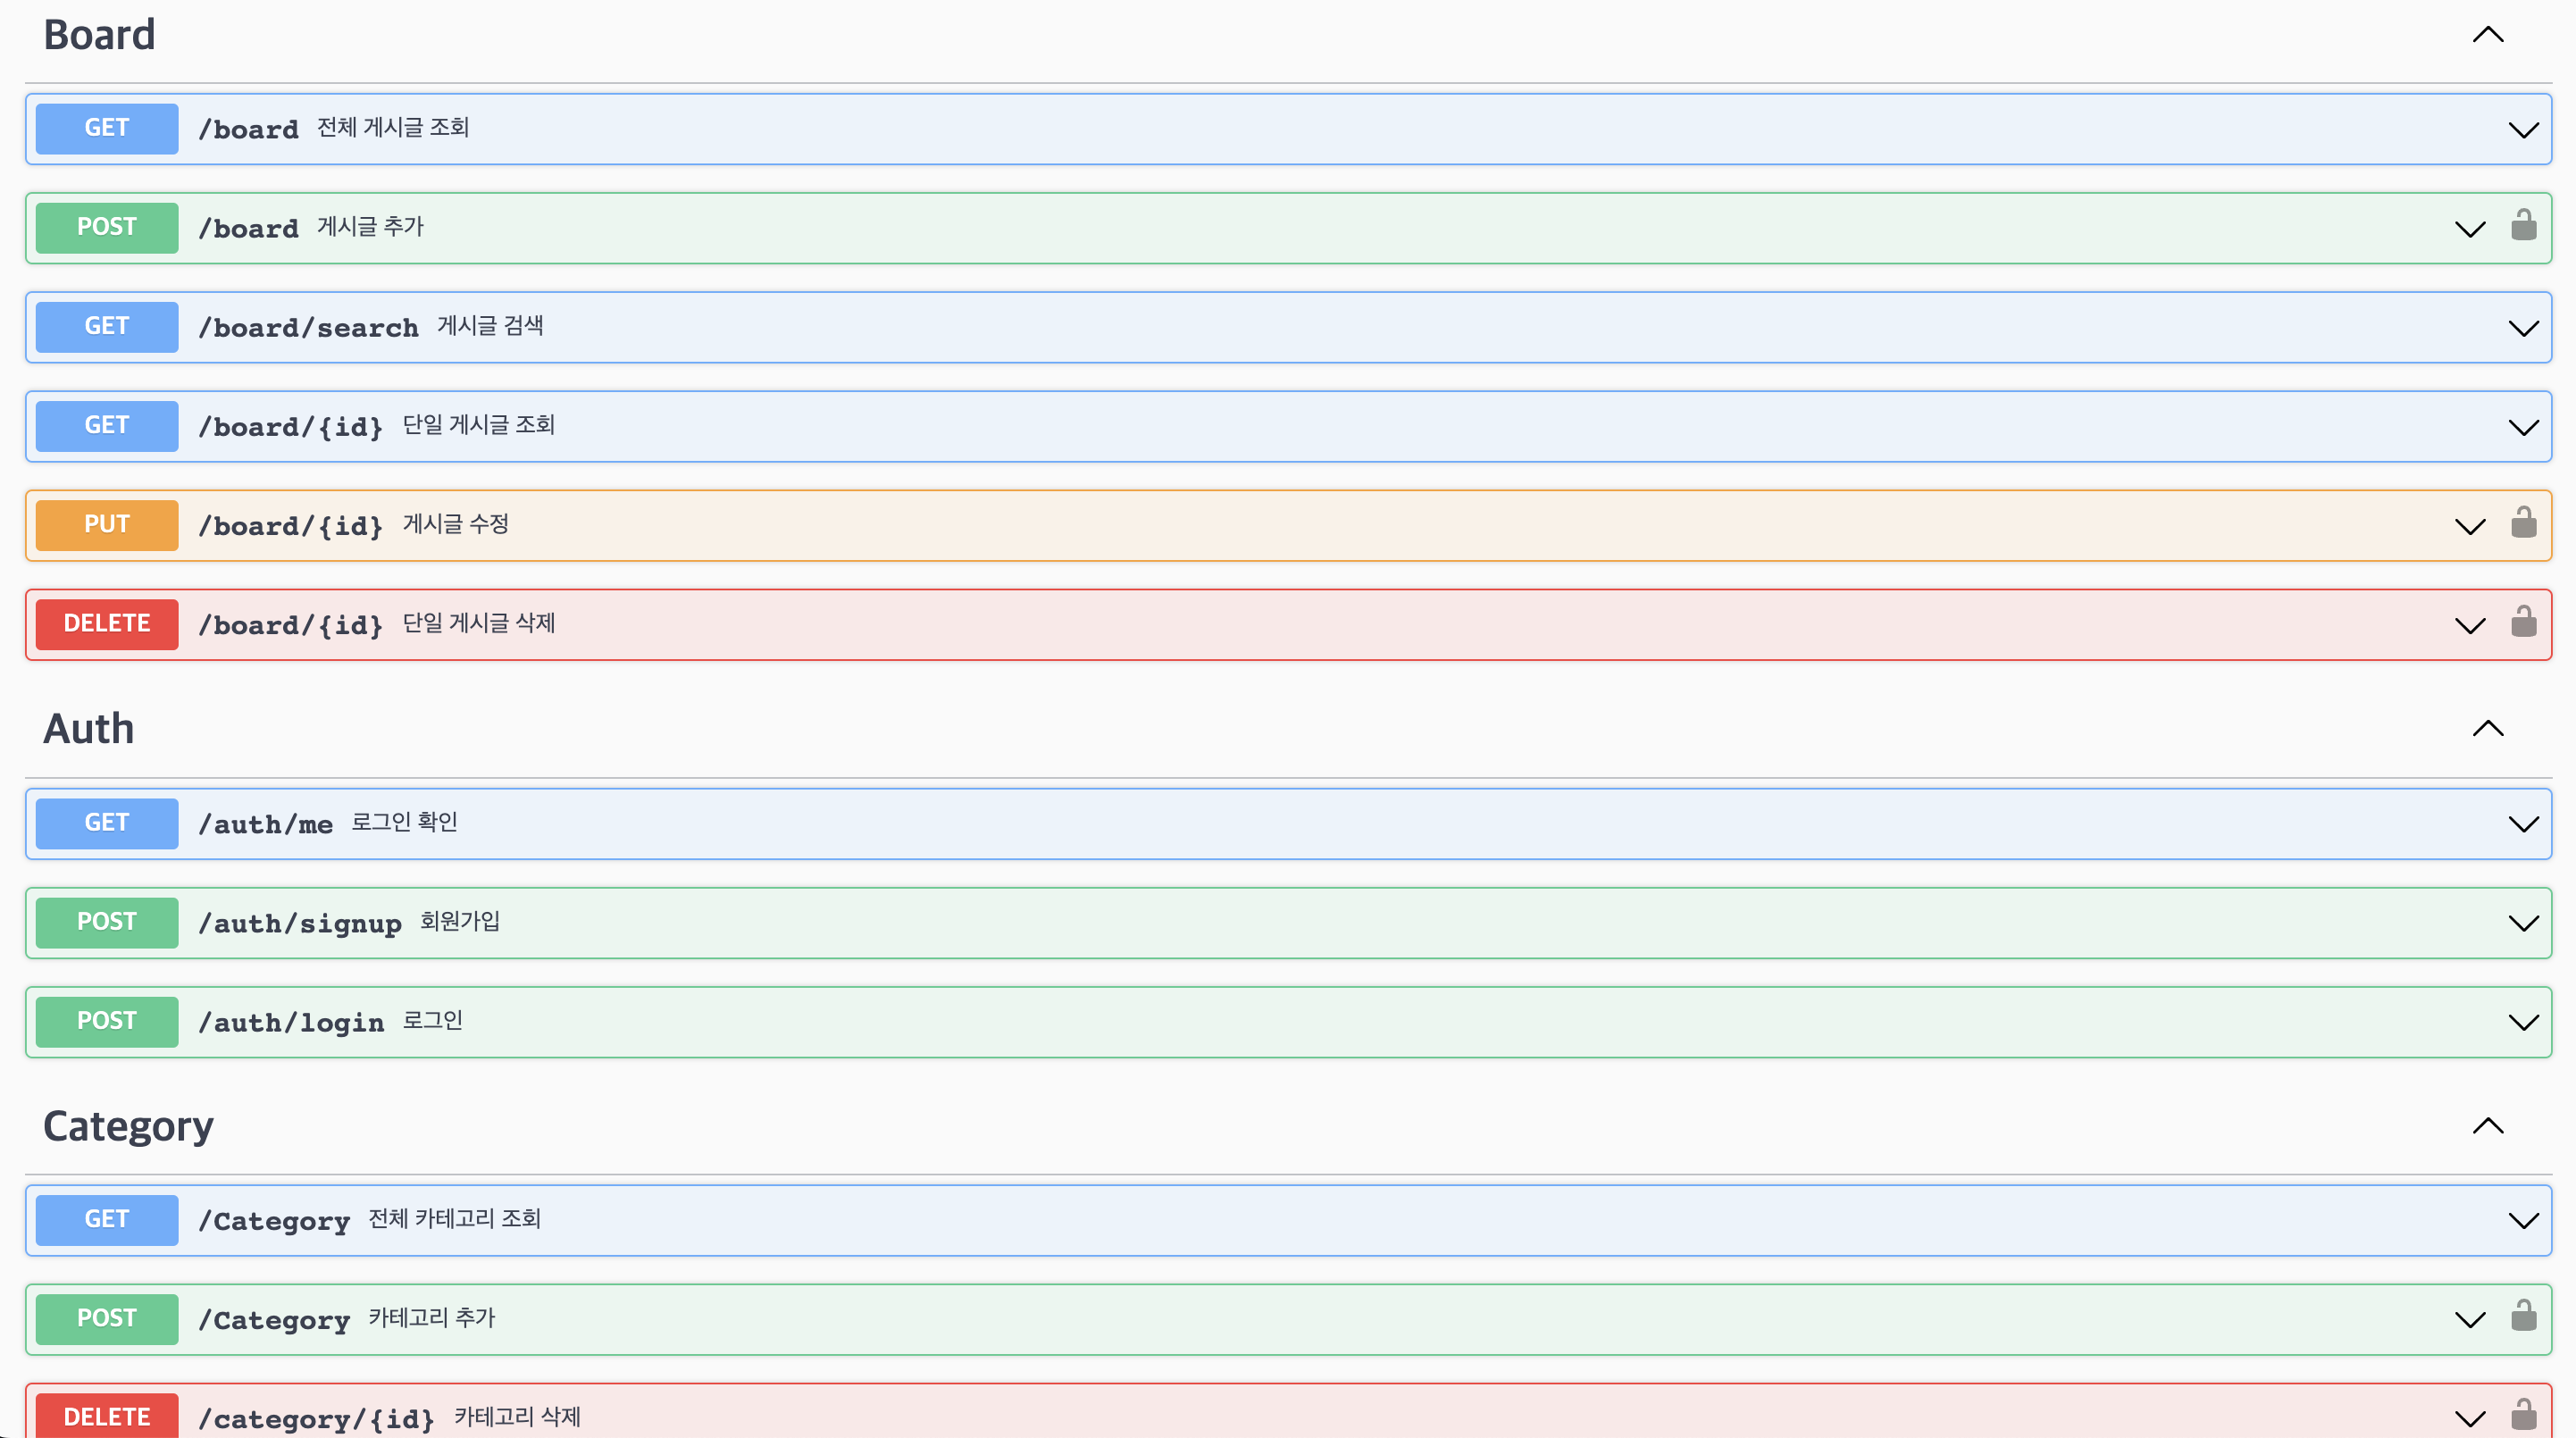 Board
GET /board 전체 게시글 조회
POST /board 게시글 추가
GET /board/search 게시글 검색
GET /board/{id} 단일 게시글 조회
PUT /board/{id} 게시글 수정
DELETE /board/{id} 단일 게시글 삭제
Auth
GET /auth/me 로그인 확인
POST /auth/signup 회원가입
POST /auth/login 로그인
Category
GET /Category 전체 카테고리 조회
POST /Category 카테고리 추가
DELETE /category/{id} 카테고리 삭제